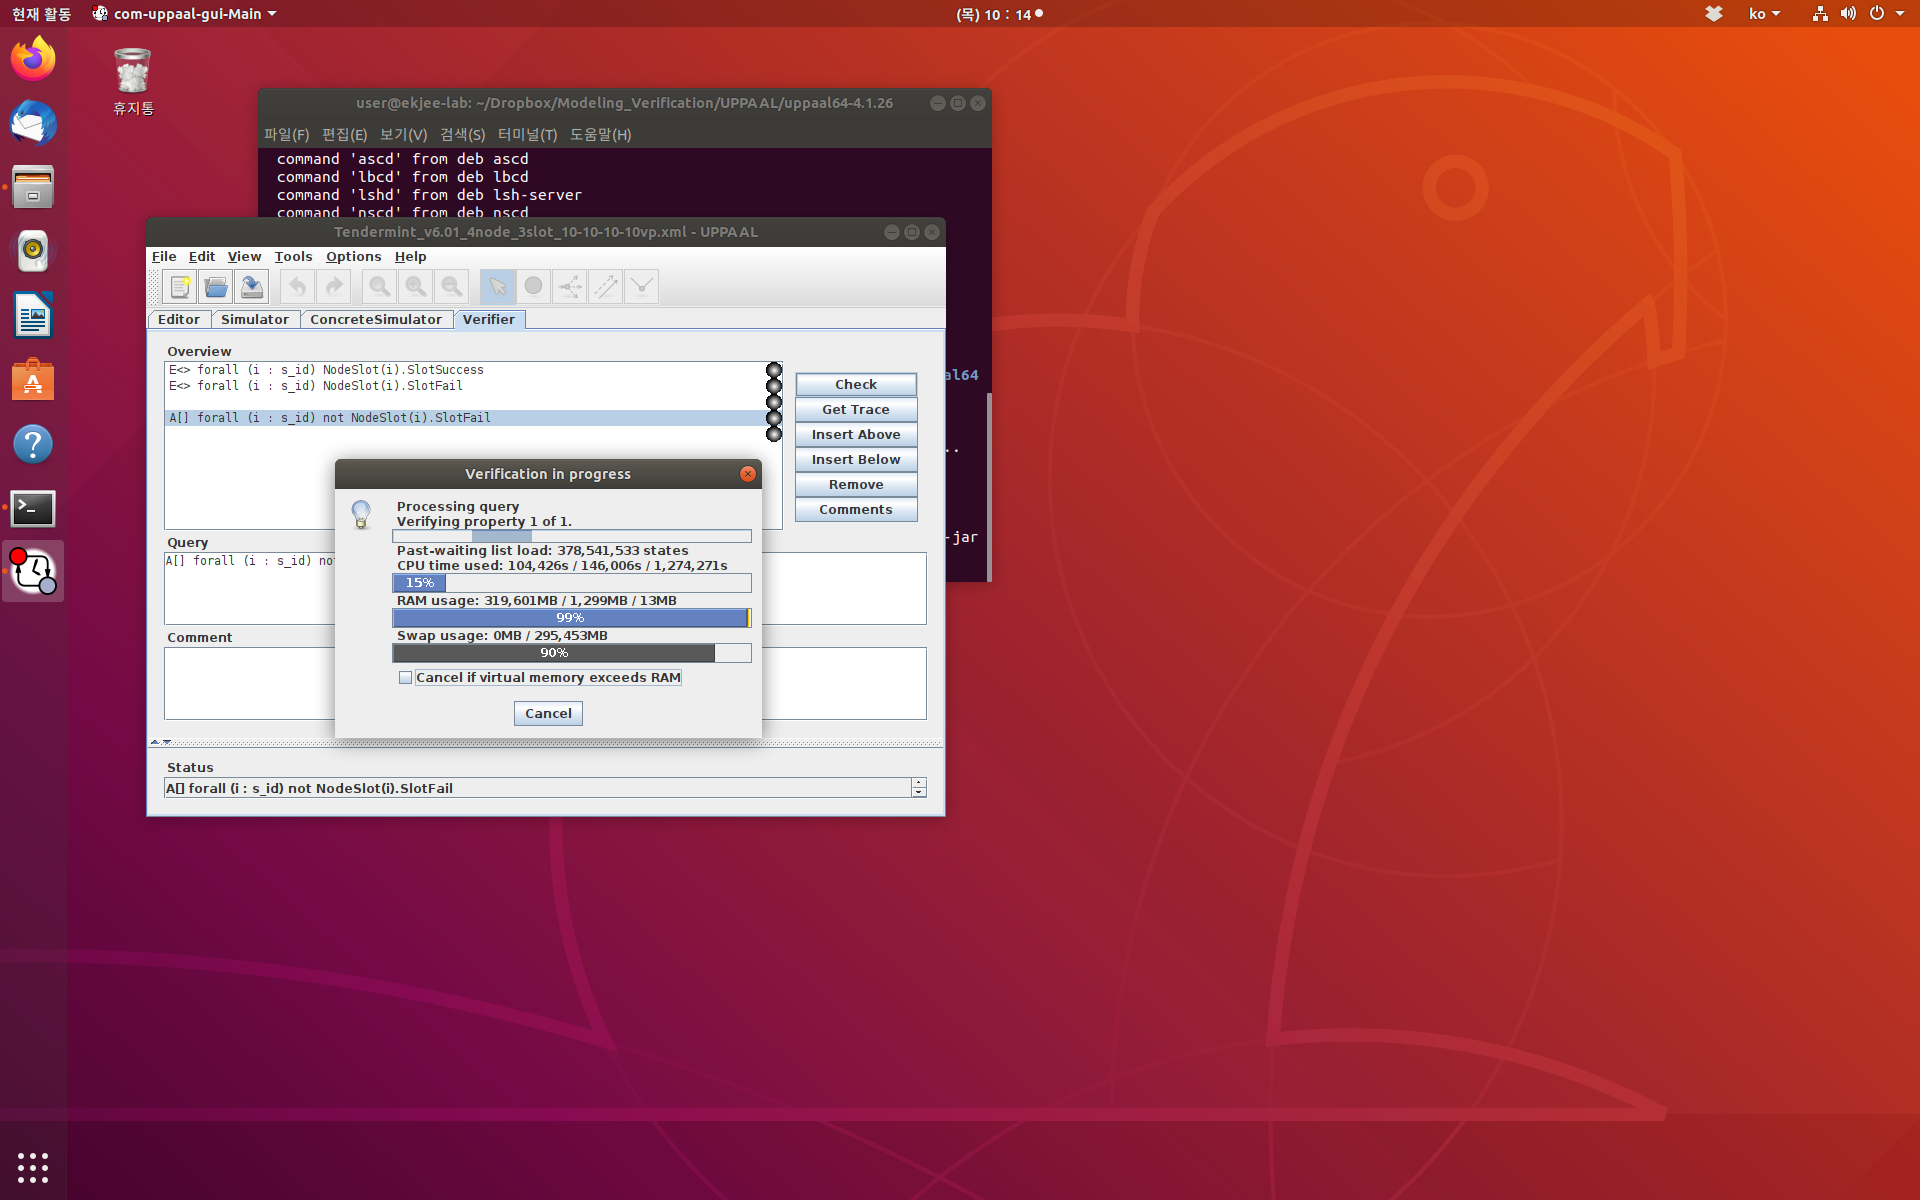 현재 활동
com-uppaal-gui-Main
(목) 10 : 14
ko
휴지통
user@ekjee-lab: ~/Dropbox/Modeling_Verification/UPPAAL/uppaal64-4.1.26
파일(F) 편집(E) 보기(V) 검색(S) 터미널(T) 도움말(H)
command 'ascd' from deb ascd
command 'lbcd' from deb lbcd
command 'lshd' from deb lsh-server
command 'nscd' from deb nscd
al64
..
-jar
Tendermint_v6.01_4node_3slot_10-10-10-10vp.xml - UPPAAL
File Edit View Tools Options Help
Editor Simulator ConcreteSimulator Verifier
Overview
E<> forall (i : s_id) NodeSlot(i).SlotSuccess
E<> forall (i : s_id) NodeSlot(i).SlotFail
A[] forall (i : s_id) not NodeSlot(i).SlotFail
Check
Get Trace
Insert Above
Insert Below
Remove
Comments
Query
A[] forall (i : s_id) not
Comment
Verification in progress
Processing query
Verifying property 1 of 1.
Past-waiting list load: 378,541,533 states
CPU time used: 104,426s / 146,006s / 1,274,271s
15%
RAM usage: 319,601MB / 1,299MB / 13MB
99%
Swap usage: 0MB / 295,453MB
90%
Cancel if virtual memory exceeds RAM
Cancel
Status
A[] forall (i : s_id) not NodeSlot(i).SlotFail